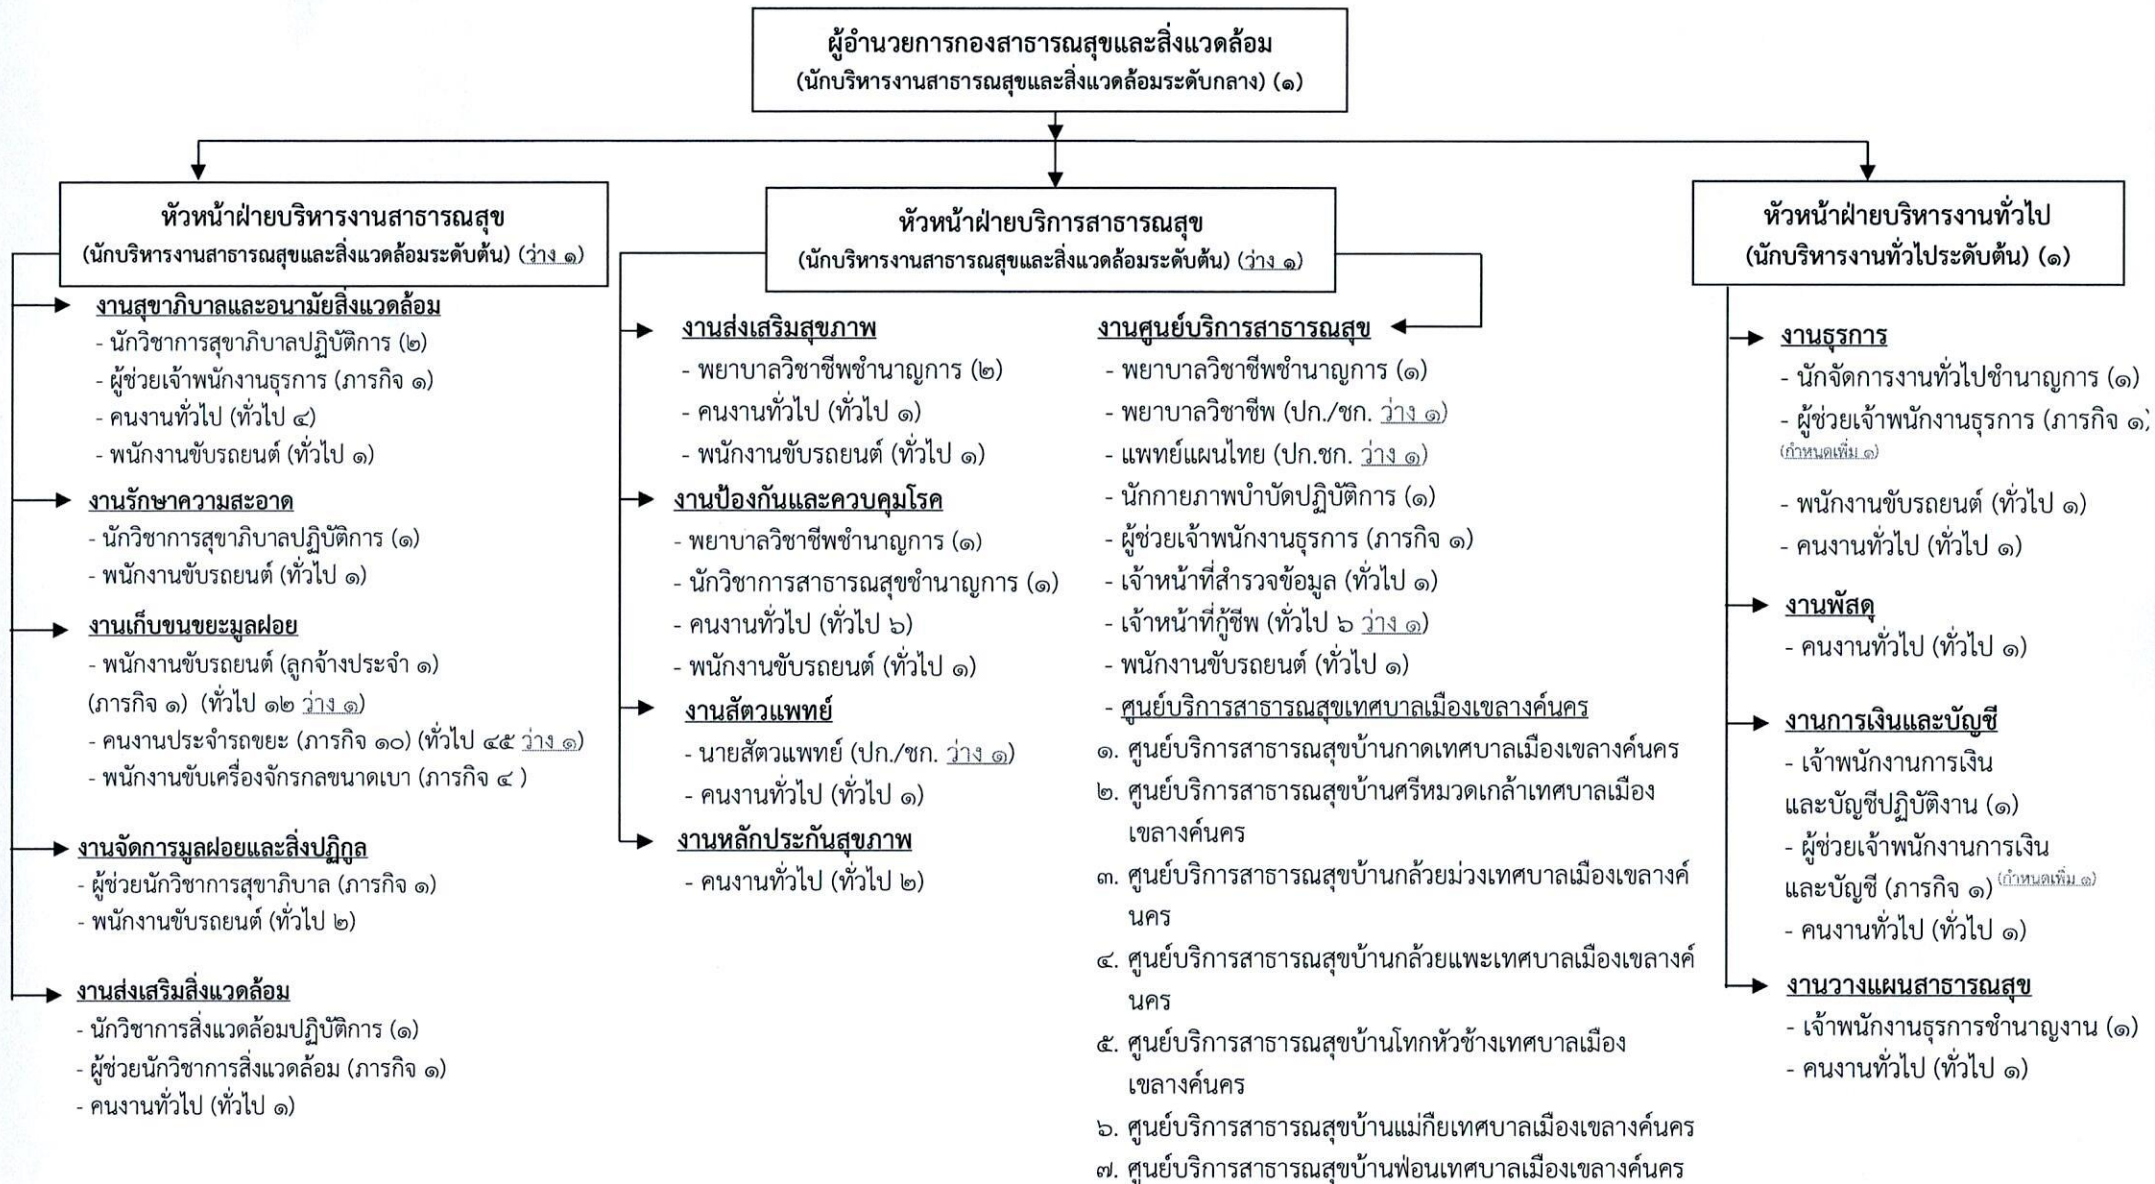 ผู้อำนวยการกองสาธารณสุขและสิ่งแวดล้อม
(นักบริหารงานสาธารณสุขและสิ่งแวดล้อมระดับกลาง) (๑)
หัวหน้าฝ่ายบริหารงานสาธารณสุข
(นักบริหารงานสาธารณสุขและสิ่งแวดล้อมระดับต้น) (ว่าง ๑)
งานสุขาภิบาลและอนามัยสิ่งแวดล้อม
- นักวิชาการสุขาภิบาลปฏิบัติการ (๒)
- ผู้ช่วยเจ้าพนักงานธุรการ (ภารกิจ ๑)
- คนงานทั่วไป (ทั่วไป ๔)
- พนักงานขับรถยนต์ (ทั่วไป ๑)
งานรักษาความสะอาด
- นักวิชาการสุขาภิบาลปฏิบัติการ (๑)
- พนักงานขับรถยนต์ (ทั่วไป ๑)
งานเก็บขนขยะมูลฝอย
- พนักงานขับรถยนต์ (ลูกจ้างประจำ ๑)
(ภารกิจ ๑) (ทั่วไป ๑๒ ว่าง ๑)
- คนงานประจำรถขยะ (ภารกิจ ๑๐) (ทั่วไป ๔๕ ว่าง ๑)
- พนักงานขับเครื่องจักรกลขนาดเบา (ภารกิจ ๔ )
งานจัดการมูลฝอยและสิ่งปฏิกูล
- ผู้ช่วยนักวิชาการสุขาภิบาล (ภารกิจ ๑)
- พนักงานขับรถยนต์ (ทั่วไป ๒)
งานส่งเสริมสิ่งแวดล้อม
- นักวิชาการสิ่งแวดล้อมปฏิบัติการ (๑)
- ผู้ช่วยนักวิชาการสิ่งแวดล้อม (ภารกิจ ๑)
- คนงานทั่วไป (ทั่วไป ๑)
หัวหน้าฝ่ายบริการสาธารณสุข
(นักบริหารงานสาธารณสุขและสิ่งแวดล้อมระดับต้น) (ว่าง ๑)
งานส่งเสริมสุขภาพ
- พยาบาลวิชาชีพชำนาญการ (๒)
- คนงานทั่วไป (ทั่วไป ๑)
- พนักงานขับรถยนต์ (ทั่วไป ๑)
งานป้องกันและควบคุมโรค
- พยาบาลวิชาชีพชำนาญการ (๑)
- นักวิชาการสาธารณสุขชำนาญการ (๑)
- คนงานทั่วไป (ทั่วไป ๖)
- พนักงานขับรถยนต์ (ทั่วไป ๑)
งานสัตวแพทย์
- นายสัตวแพทย์ (ปก./ชก. ว่าง ๑)
- คนงานทั่วไป (ทั่วไป ๑)
งานหลักประกันสุขภาพ
- คนงานทั่วไป (ทั่วไป ๒)
งานศูนย์บริการสาธารณสุข
- พยาบาลวิชาชีพชำนาญการ (๑)
- พยาบาลวิชาชีพ (ปก./ชก. ว่าง ๑)
- แพทย์แผนไทย (ปก.ชก. ว่าง ๑)
- นักกายภาพบำบัดปฏิบัติการ (๑)
- ผู้ช่วยเจ้าพนักงานธุรการ (ภารกิจ ๑)
- เจ้าหน้าที่สำรวจข้อมูล (ทั่วไป ๑)
- เจ้าหน้าที่กู้ชีพ (ทั่วไป ๖ ว่าง ๑)
- พนักงานขับรถยนต์ (ทั่วไป ๑)
- ศูนย์บริการสาธารณสุขเทศบาลเมืองเขลางค์นคร
๑. ศูนย์บริการสาธารณสุขบ้านกาดเทศบาลเมืองเขลางค์นคร
๒. ศูนย์บริการสาธารณสุขบ้านศรีหมวดเกล้าเทศบาลเมือง
เขลางค์นคร
๓. ศูนย์บริการสาธารณสุขบ้านกล้วยม่วงเทศบาลเมืองเขลางค์
นคร
๔. ศูนย์บริการสาธารณสุขบ้านกล้วยแพะเทศบาลเมืองเขลางค์
นคร
๕. ศูนย์บริการสาธารณสุขบ้านโทกหัวช้างเทศบาลเมือง
เขลางค์นคร
๖. ศูนย์บริการสาธารณสุขบ้านแม่กืยเทศบาลเมืองเขลางค์นคร
๗. ศูนย์บริการสาธารณสุขบ้านฟ่อนเทศบาลเมืองเขลางค์นคร
หัวหน้าฝ่ายบริหารงานทั่วไป
(นักบริหารงานทั่วไประดับต้น) (๑)
งานธุรการ
- นักจัดการงานทั่วไปชำนาญการ (๑)
- ผู้ช่วยเจ้าพนักงานธุรการ (ภารกิจ ๑)
(กำหนดเพิ่ม ๑)
- พนักงานขับรถยนต์ (ทั่วไป ๑)
- คนงานทั่วไป (ทั่วไป ๑)
งานพัสดุ
- คนงานทั่วไป (ทั่วไป ๑)
งานการเงินและบัญชี
- เจ้าพนักงานการเงิน
และบัญชีปฏิบัติงาน (๑)
- ผู้ช่วยเจ้าพนักงานการเงิน
และบัญชี (ภารกิจ ๑) (กำหนดเพิ่ม ๑)
- คนงานทั่วไป (ทั่วไป ๑)
งานวางแผนสาธารณสุข
- เจ้าพนักงานธุรการชำนาญงาน (๑)
- คนงานทั่วไป (ทั่วไป ๑)